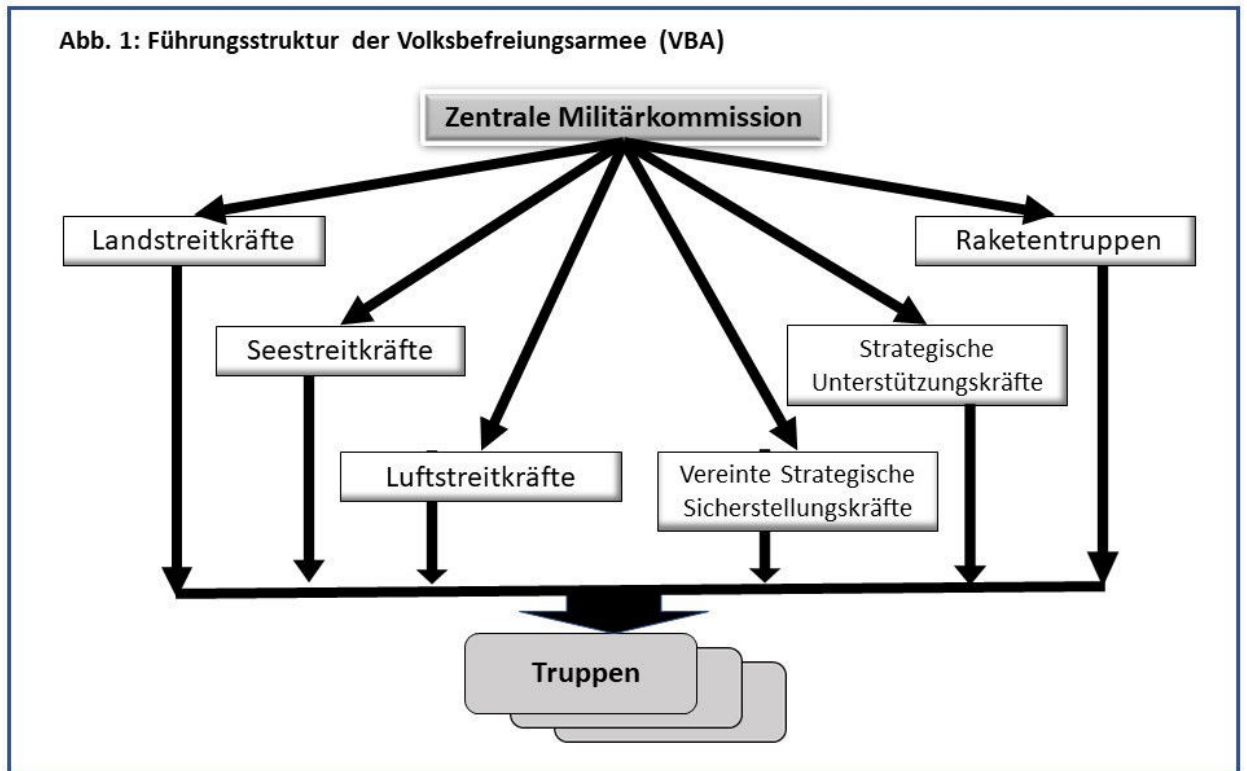 Abb. 1: Führungsstruktur der Volksbefreiungsarmee (VBA)
Zentrale Militärkommission
Landstreitkräfte
Raketentruppen
Seestreitkräfte
Strategische
Unterstützungskräfte
Luftstreitkräfte
Vereinte Strategische
Sicherstellungskräfte
Truppen